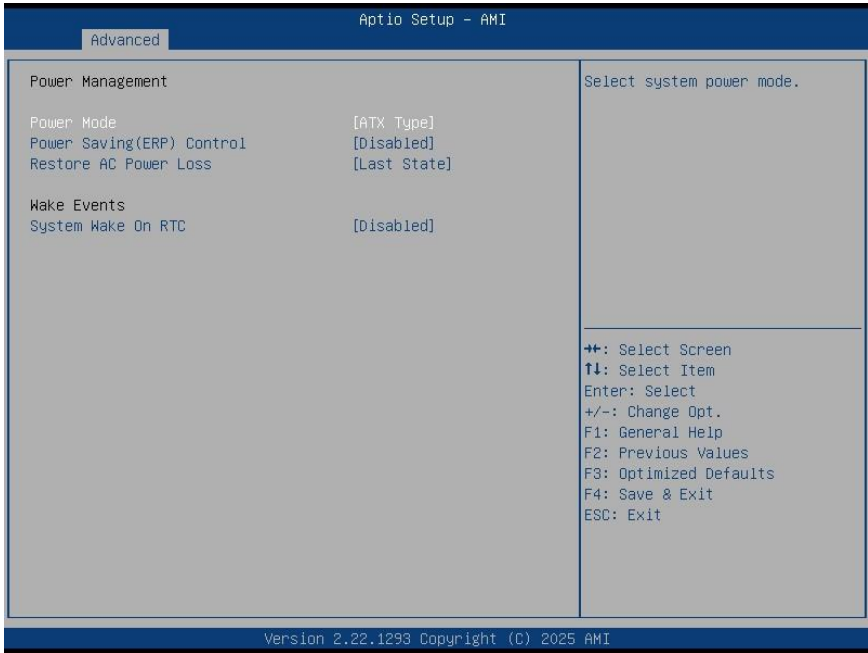 Aptio Setup - AMI
Advanced
Power Management
Power Mode [ATX Type]
Power Saving(ERP) Control [Disabled]
Restore AC Power Loss [Last State]
Wake Events
System Wake On RTC [Disabled]
Select system power mode.
→←: Select Screen
↑↓: Select Item
Enter: Select
+/-: Change Opt.
F1: General Help
F2: Previous Values
F3: Optimized Defaults
F4: Save & Exit
ESC: Exit
Version 2.22.1293 Copyright (C) 2025 AMI